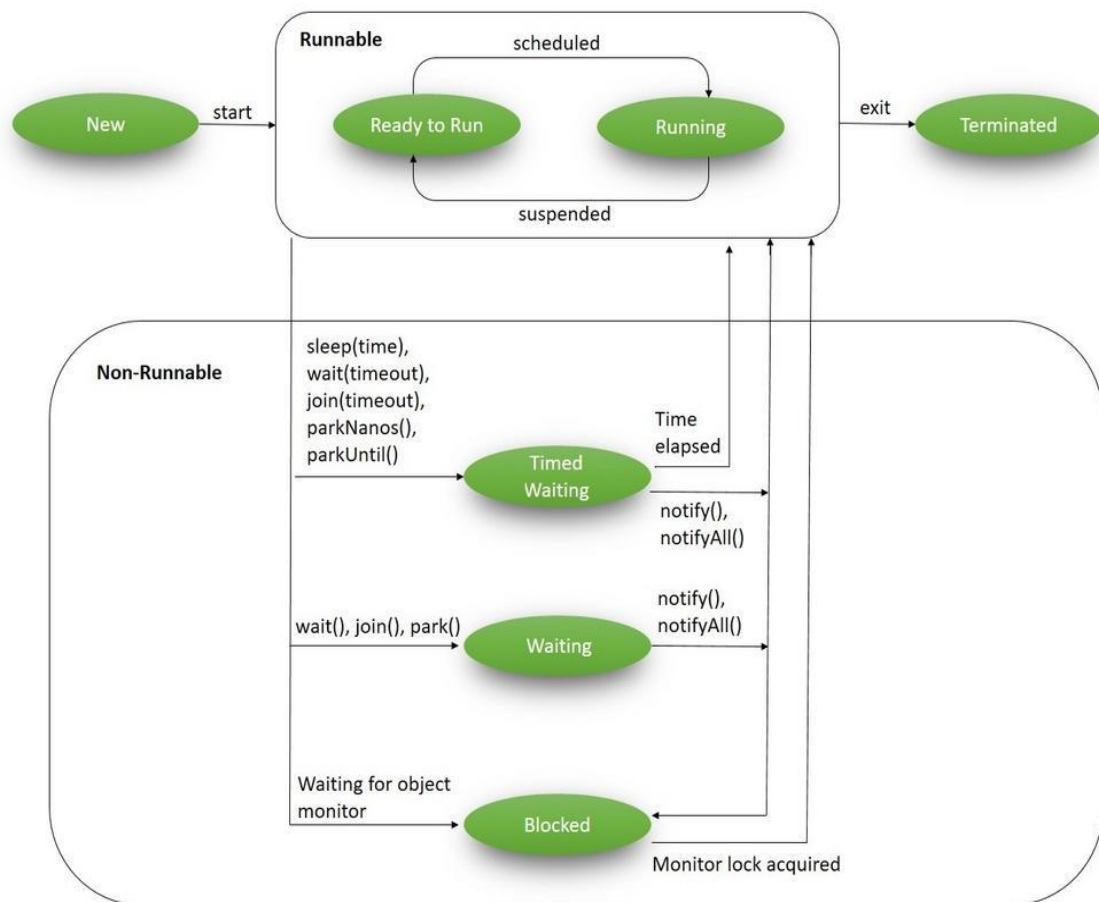 Runnable
scheduled
New
start
Ready to Run
Running
exit
Terminated
suspended
Non-Runnable
sleep(time),
wait(timeout),
join(timeout),
parkNanos(),
parkUntil()
Timed
Waiting
Time
elapsed
notify(),
notifyAll()
wait(), join(), park()
Waiting
notify(),
notifyAll()
Waiting for object
monitor
Blocked
Monitor lock acquired